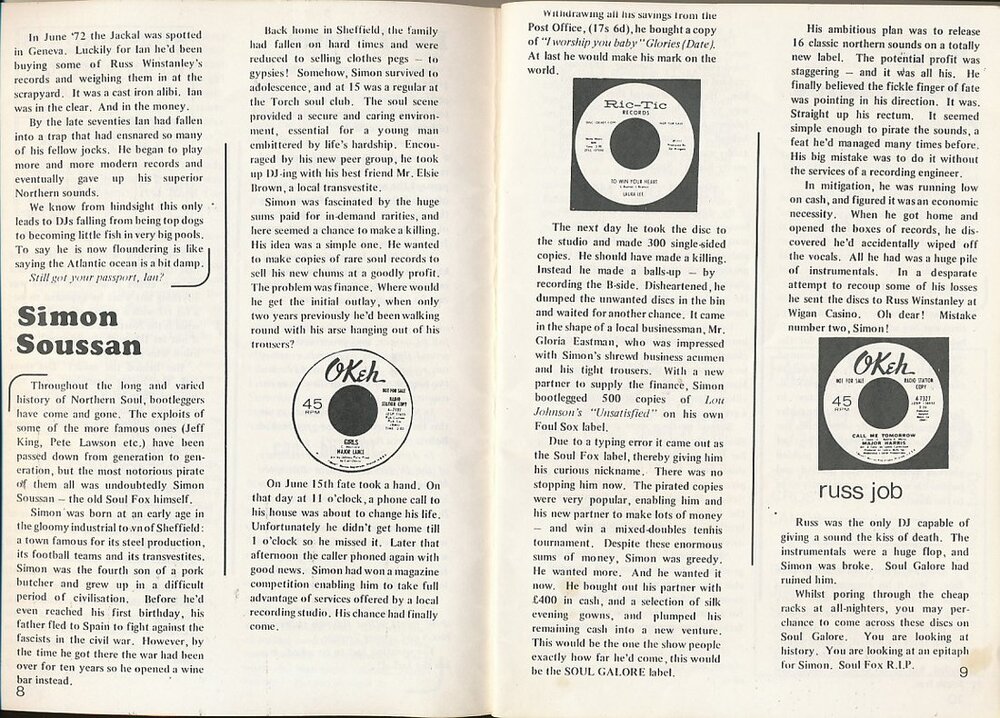 In June '72 the Jackal was spotted
in Geneva. Luckily for Ian he'd been
buying some of Russ Winstanley's
records and weighing them in at the
scrapyard. It was a cast iron alibi. Ian
was in the clear. And in the money.
By the late seventies Ian had fallen
into a trap that ensnared so many
of his fellow jocks. He began to play
more and more modern records and
eventually gave up his superior
Northern sounds.
We know from hindsight this only
leads to DJs falling from being top dogs
to becoming little fish in very big pools.
To say he is now floundering is like
saying the Atlantic ocean is a bit damp.
Still got your passport, Ian?
Simon
Soussan
Throughout the long and varied
history of Northern Soul, bootleggers
have come and gone. The exploits of
some of the more famous ones (Jeff
King, Pete Lawson etc.) have been
passed down from generation to gen-
eration, but the most notorious pirate
of them all was undoubtedly Simon
Soussan – the old Soul Fox himself.
Simon was born at an early age in
the gloomy industrial town of Sheffield:
a town famous for its steel production,
its football teams and its transvestites.
Simon was the fourth son of a pork
butcher and grew up in a difficult
period of civilisation. Before he'd
even reached his first birthday, his
father fled to Spain to fight against the
fascists in the civil war. However, by
the time he got there the war had been
over for ten years so he opened a wine
bar instead.
8
Back home in Sheffield, the family
had fallen on hard times and were
reduced to selling clothes pegs – to
gypsies! Somehow, Simon survived to
adolescence, and at 15 was a regular at
the Torch soul club. The soul scene
provided a secure and caring environ-
ment, essential for a young man
embittered by life's hardship. Encou-
raged by his new peer group, he took
up DJ-ing with his best friend Mr. Elsie
Brown, a local transvestite.
Simon was fascinated by the huge
sums paid for in-demand rarities, and
here seemed a chance to make a killing.
His idea was a simple one. He wanted
to make copies of rare soul records to
sell his new chums at a goodly profit.
The problem was finance. Where would
he get the initial outlay, when only
two years previously he'd been walking
round with his arse hanging out of his
trousers?
OKeh
NOT FOR SALE
RADIO STATION COPY
45
RPM
GIRLS
MAJOR LANCE
On June 15th fate took a hand. On
that day at 11 o'clock, a phone call to
his house was about to change his life.
Unfortunately he didn't get home till
1 o'clock so he missed it. Later that
afternoon the caller phoned again with
good news. Simon had won a magazine
competition enabling him to take full
advantage of services offered by a local
recording studio. His chance had finally
come.
Withdrawing all his savings from the
Post Office, (17s 6d), he bought a copy
of "I worship you baby" Glories (Date).
At last he would make his mark on the
world.
Ric-Tic
RECORDS
TO WIN YOUR HEART
LAURA LEE
The next day he took the disc to
the studio and made 300 single-sided
copies. He should have made a killing.
Instead he made a balls-up – by
recording the B-side. Disheartened, he
dumped the unwanted discs in the bin
and waited for another chance. It came
in the shape of a local businessman, Mr.
Gloria Eastman, who was impressed
with Simon's shrewd business acumen
and his tight trousers. With a new
partner to supply the finance, Simon
bootlegged 500 copies of Lou
Johnson's "Unsatisfied" on his own
Foul Sox label.
Due to a typing error it came out as
the Soul Fox label, thereby giving him
his curious nickname. There was no
stopping him now. The pirated copies
were very popular, enabling him and
his new partner to make lots of money
– and win a mixed-doubles tennis
tournament. Despite these enormous
sums of money, Simon was greedy.
He wanted more. And he wanted it
now. He bought out his partner with
£400 in cash, and a selection of silk
evening gowns, and plumped his
remaining cash into a new venture.
This would be the one the show people
exactly how far he'd come, this would
be the SOUL GALORE label.
His ambitious plan was to release
16 classic northern sounds on a totally
new label. The potential profit was
staggering – and it was all his. He
finally believed the fickle finger of fate
was pointing in his direction. It was.
Straight up his rectum. It seemed
simple enough to pirate the sounds, a
feat he'd managed many times before.
His big mistake was to do it without
the services of a recording engineer.
In mitigation, he was running low
on cash, and figured it was an economic
necessity. When he got home and
opened the boxes of records, he dis-
covered he'd accidentally wiped off
the vocals. All he had was a huge pile
of instrumentals. In a desparate
attempt to recoup some of his losses
he sent the discs to Russ Winstanley at
Wigan Casino. Oh dear! Mistake
number two, Simon!
OKeh
NOT FOR SALE
RADIO STATION COPY
45
RPM
4-7327
CALL ME TOMORROW
MAJOR HARRIS
russ job
Russ was the only DJ capable of
giving a sound the kiss of death. The
instrumentals were a huge flop, and
Simon was broke. Soul Galore had
ruined him.
Whilst poring through the cheap
racks at all-nighters, you may per-
chance to come across these discs on
Soul Galore. You are looking at
history. You are looking at an epitaph
for Simon. Soul Fox R.I.P.
9